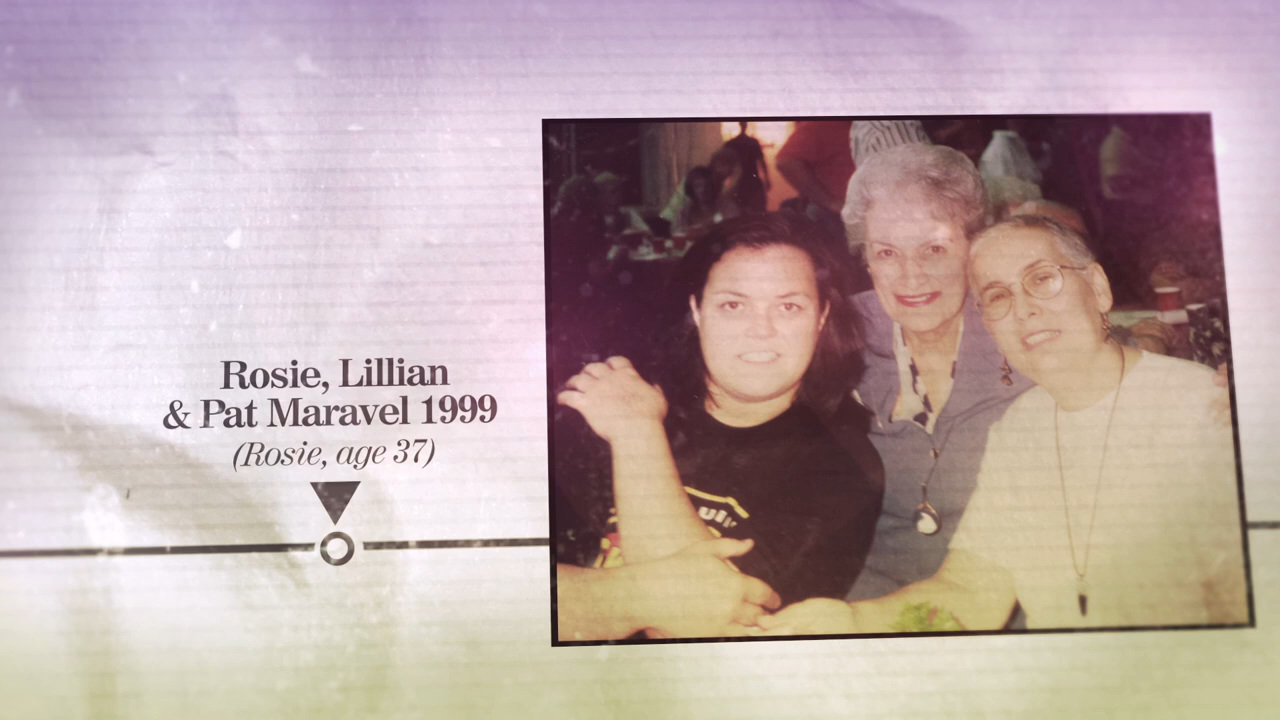 Rosie, Lillian
& Pat Maravel 1999
(Rosie, age 37)